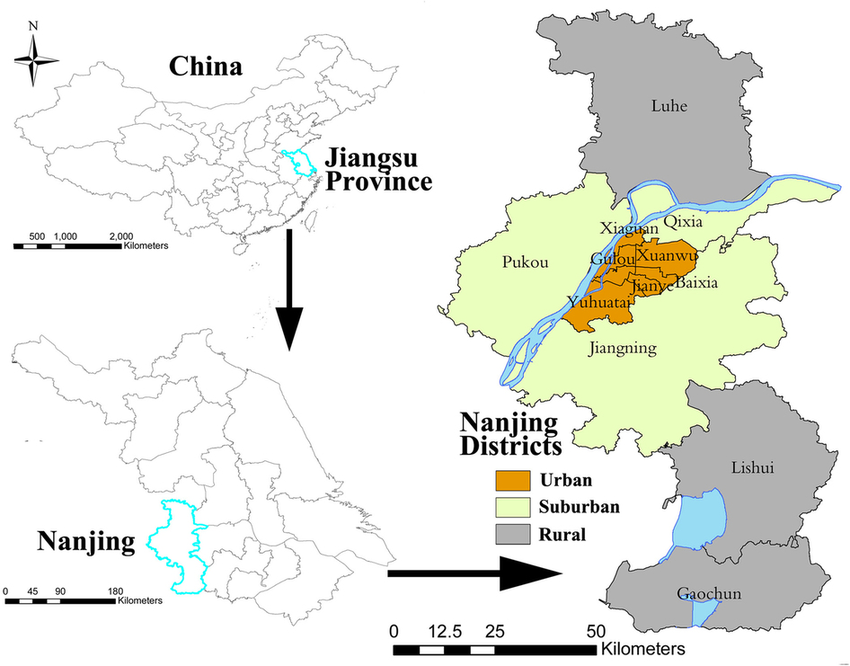 N
China
Jiangsu
Province
500 1,000 2,000
Kilometers
Nanjing
0 45 90 180
Kilometers
Luhe
Qixia
Xiaguan
Pukou
Gulou
Xuanwu
Jianye
Baixia
Yuhuatai
Jiangning
Nanjing
Districts
Urban
Suburban
Rural
Lishui
Gaochun
0 12.5 25 50
Kilometers